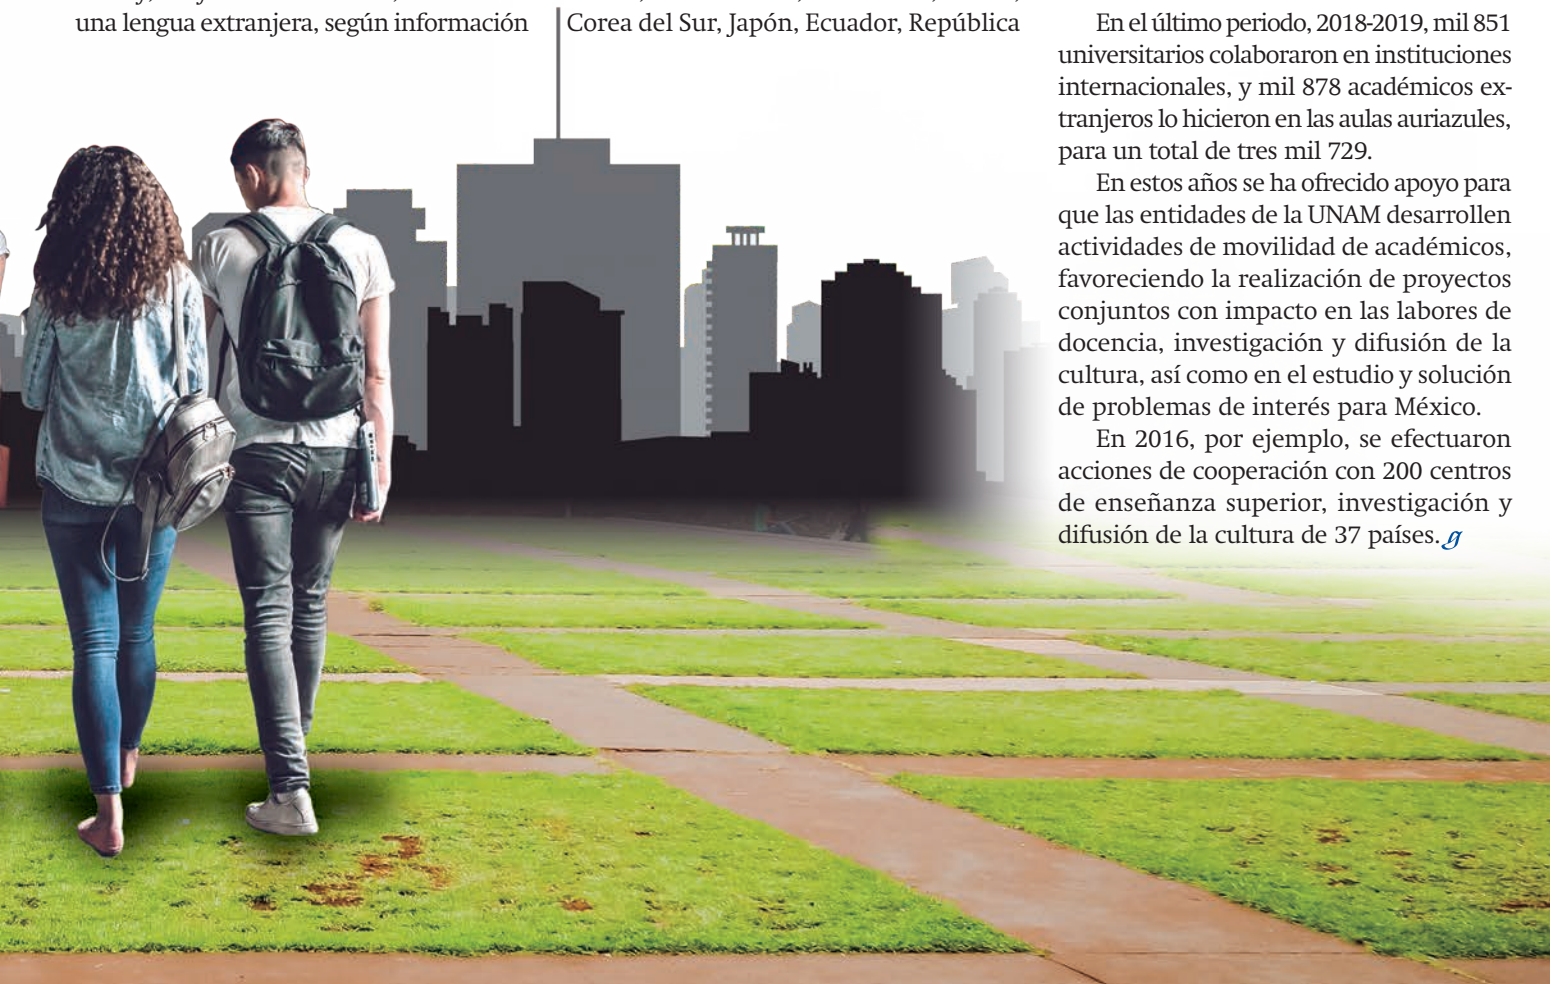 una lengua extranjera, según información
Corea del Sur, Japón, Ecuador, República
En el último periodo, 2018-2019, mil 851
universitarios colaboraron en instituciones
internacionales, y mil 878 académicos ex-
tranjeros lo hicieron en las aulas auriazules,
para un total de tres mil 729.
En estos años se ha ofrecido apoyo para
que las entidades de la UNAM desarrollen
actividades de movilidad de académicos,
favoreciendo la realización de proyectos
conjuntos con impacto en las labores de
docencia, investigación y difusión de la
cultura, así como en el estudio y solución
de problemas de interés para México.
En 2016, por ejemplo, se efectuaron
acciones de cooperación con 200 centros
de enseñanza superior, investigación y
difusión de la cultura de 37 países. g